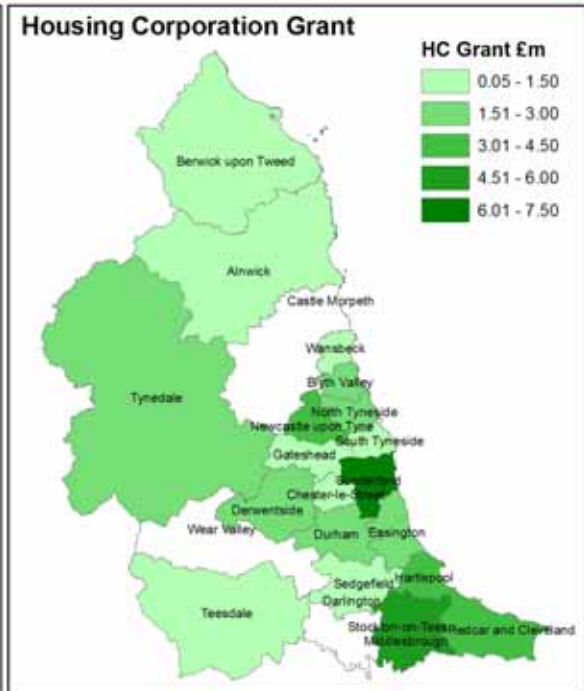 Housing Corporation Grant
HC Grant £m
0.05 - 1.50
1.51 - 3.00
3.01 - 4.50
4.51 - 6.00
6.01 - 7.50
Berwick upon Tweed
Alnwick
Castle Morpeth
Wansbeck
Blyth Valley
Tynedale
North Tyneside
Newcastle upon Tyne
South Tyneside
Gateshead
Sunderland
Chester-le-Street
Derwentside
Wear Valley
Durham
Easington
Sedgefield
Hartlepool
Darlington
Teesdale
Stockton-on-Tees
Middlesbrough
Redcar and Cleveland